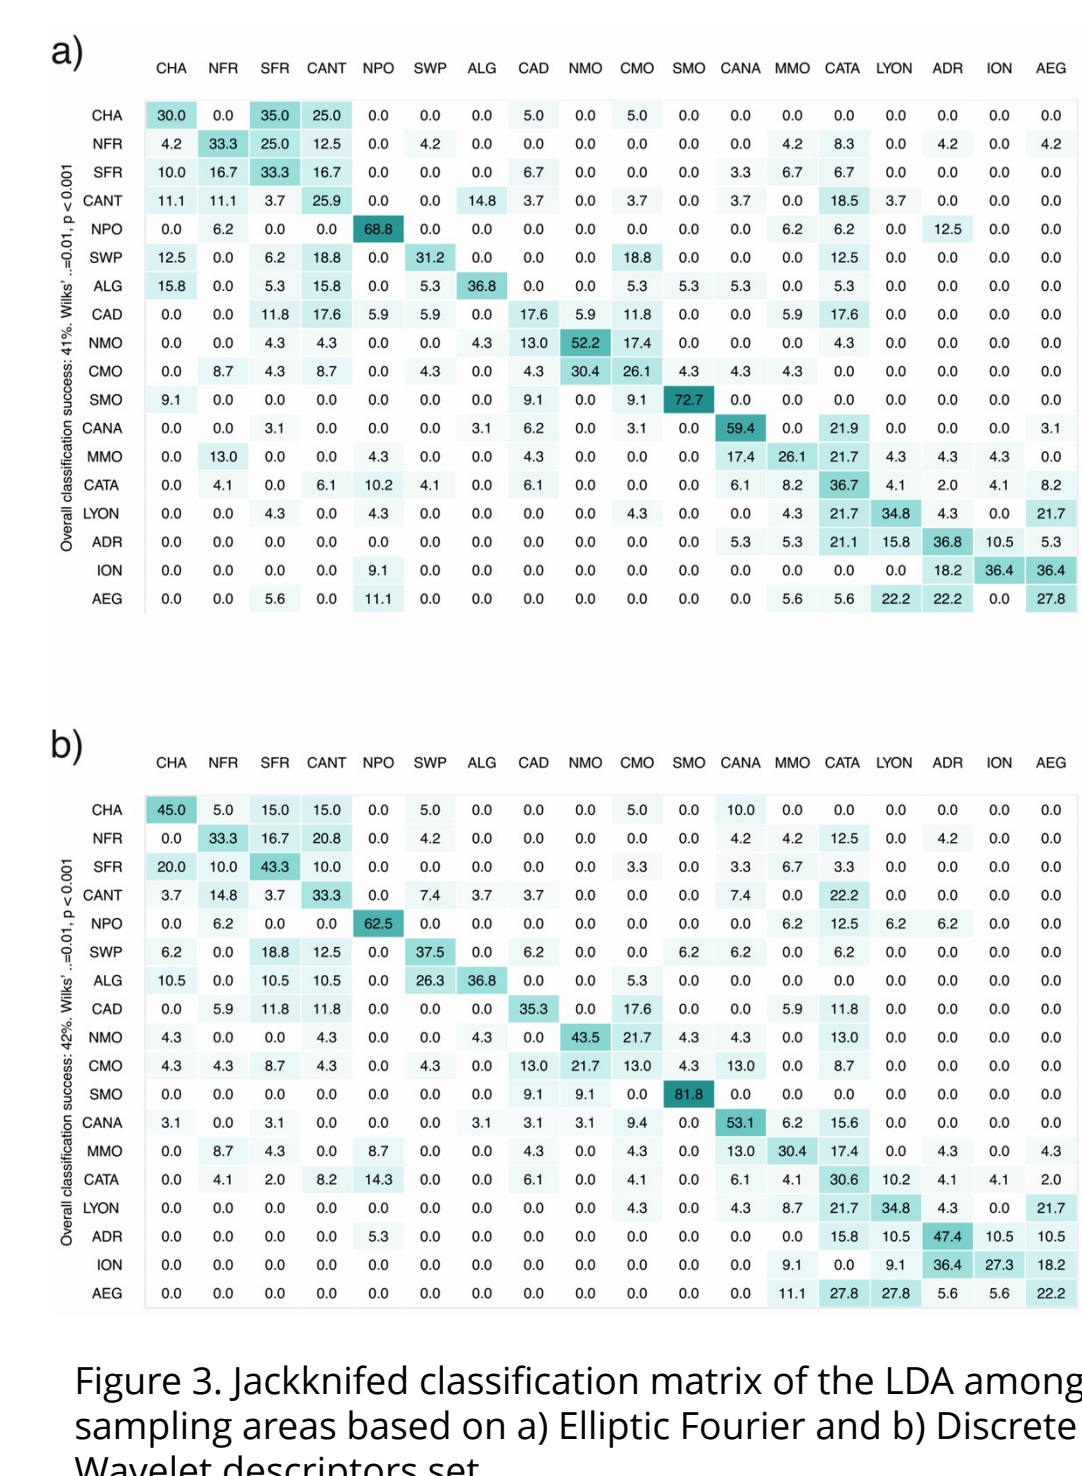 a)
CHA NFR SFR CANT NPO SWP ALG CAD NMO CMO SMO CANA MMO CATA LYON ADR ION AEG
Overall classification success: 41%. Wilks' ..=0.01, p < 0.001
CHA 30.0 0.0 35.0 25.0 0.0 0.0 0.0 5.0 0.0 5.0 0.0 0.0 0.0 0.0 0.0 0.0 0.0 0.0
NFR 4.2 33.3 25.0 12.5 0.0 4.2 0.0 0.0 0.0 0.0 0.0 0.0 4.2 8.3 0.0 4.2 0.0 4.2
SFR 10.0 16.7 33.3 16.7 0.0 0.0 0.0 6.7 0.0 0.0 0.0 3.3 6.7 6.7 0.0 0.0 0.0 0.0
CANT 11.1 11.1 3.7 25.9 0.0 0.0 14.8 3.7 0.0 3.7 0.0 3.7 0.0 18.5 3.7 0.0 0.0 0.0
NPO 0.0 6.2 0.0 0.0 68.8 0.0 0.0 0.0 0.0 0.0 0.0 0.0 6.2 6.2 0.0 12.5 0.0 0.0
SWP 12.5 0.0 6.2 18.8 0.0 31.2 0.0 0.0 0.0 18.8 0.0 0.0 0.0 12.5 0.0 0.0 0.0 0.0
ALG 15.8 0.0 5.3 15.8 0.0 5.3 36.8 0.0 0.0 5.3 5.3 5.3 0.0 5.3 0.0 0.0 0.0 0.0
CAD 0.0 0.0 11.8 17.6 5.9 5.9 0.0 17.6 5.9 11.8 0.0 0.0 5.9 17.6 0.0 0.0 0.0 0.0
NMO 0.0 0.0 4.3 4.3 0.0 0.0 4.3 13.0 52.2 17.4 0.0 0.0 0.0 4.3 0.0 0.0 0.0 0.0
CMO 0.0 8.7 4.3 8.7 0.0 4.3 0.0 4.3 30.4 26.1 4.3 4.3 4.3 0.0 0.0 0.0 0.0 0.0
SMO 9.1 0.0 0.0 0.0 0.0 0.0 0.0 9.1 0.0 9.1 72.7 0.0 0.0 0.0 0.0 0.0 0.0 0.0
CANA 0.0 0.0 3.1 0.0 0.0 0.0 3.1 6.2 0.0 3.1 0.0 59.4 0.0 21.9 0.0 0.0 0.0 3.1
MMO 0.0 13.0 0.0 0.0 4.3 0.0 0.0 4.3 0.0 0.0 0.0 17.4 26.1 21.7 4.3 4.3 4.3 0.0
CATA 0.0 4.1 0.0 6.1 10.2 4.1 0.0 6.1 0.0 0.0 0.0 6.1 8.2 36.7 4.1 2.0 4.1 8.2
LYON 0.0 0.0 4.3 0.0 4.3 0.0 0.0 0.0 0.0 4.3 0.0 0.0 4.3 21.7 34.8 4.3 0.0 21.7
ADR 0.0 0.0 0.0 0.0 0.0 0.0 0.0 0.0 0.0 0.0 0.0 5.3 5.3 21.1 15.8 36.8 10.5 5.3
ION 0.0 0.0 0.0 0.0 9.1 0.0 0.0 0.0 0.0 0.0 0.0 0.0 0.0 0.0 0.0 18.2 36.4 36.4
AEG 0.0 0.0 5.6 0.0 11.1 0.0 0.0 0.0 0.0 0.0 0.0 0.0 5.6 5.6 22.2 22.2 0.0 27.8
b)
CHA NFR SFR CANT NPO SWP ALG CAD NMO CMO SMO CANA MMO CATA LYON ADR ION AEG
Overall classification success: 42%. Wilks' ..=0.01, p < 0.001
CHA 45.0 5.0 15.0 15.0 0.0 5.0 0.0 0.0 0.0 5.0 0.0 10.0 0.0 0.0 0.0 0.0 0.0 0.0
NFR 0.0 33.3 16.7 20.8 0.0 4.2 0.0 0.0 0.0 0.0 0.0 4.2 4.2 12.5 0.0 4.2 0.0 0.0
SFR 20.0 10.0 43.3 10.0 0.0 0.0 0.0 0.0 0.0 3.3 0.0 3.3 6.7 3.3 0.0 0.0 0.0 0.0
CANT 3.7 14.8 3.7 33.3 0.0 7.4 3.7 3.7 0.0 0.0 0.0 7.4 0.0 22.2 0.0 0.0 0.0 0.0
NPO 0.0 6.2 0.0 0.0 62.5 0.0 0.0 0.0 0.0 0.0 0.0 0.0 6.2 12.5 6.2 6.2 0.0 0.0
SWP 6.2 0.0 18.8 12.5 0.0 37.5 0.0 6.2 0.0 0.0 6.2 6.2 0.0 6.2 0.0 0.0 0.0 0.0
ALG 10.5 0.0 10.5 10.5 0.0 26.3 36.8 0.0 0.0 5.3 0.0 0.0 0.0 0.0 0.0 0.0 0.0 0.0
CAD 0.0 5.9 11.8 11.8 0.0 0.0 0.0 35.3 0.0 17.6 0.0 0.0 5.9 11.8 0.0 0.0 0.0 0.0
NMO 4.3 0.0 0.0 4.3 0.0 0.0 4.3 0.0 43.5 21.7 4.3 4.3 0.0 13.0 0.0 0.0 0.0 0.0
CMO 4.3 4.3 8.7 4.3 0.0 4.3 0.0 13.0 21.7 13.0 4.3 13.0 0.0 8.7 0.0 0.0 0.0 0.0
SMO 0.0 0.0 0.0 0.0 0.0 0.0 0.0 9.1 9.1 0.0 81.8 0.0 0.0 0.0 0.0 0.0 0.0 0.0
CANA 3.1 0.0 3.1 0.0 0.0 0.0 3.1 3.1 3.1 9.4 0.0 53.1 6.2 15.6 0.0 0.0 0.0 0.0
MMO 0.0 8.7 4.3 0.0 8.7 0.0 0.0 4.3 0.0 4.3 0.0 13.0 30.4 17.4 0.0 4.3 0.0 4.3
CATA 0.0 4.1 2.0 8.2 14.3 0.0 0.0 6.1 0.0 4.1 0.0 6.1 4.1 30.6 10.2 4.1 4.1 2.0
LYON 0.0 0.0 0.0 0.0 0.0 0.0 0.0 0.0 0.0 4.3 0.0 4.3 8.7 21.7 34.8 4.3 0.0 21.7
ADR 0.0 0.0 0.0 0.0 5.3 0.0 0.0 0.0 0.0 0.0 0.0 0.0 0.0 15.8 10.5 47.4 10.5 10.5
ION 0.0 0.0 0.0 0.0 0.0 0.0 0.0 0.0 0.0 0.0 0.0 0.0 9.1 0.0 9.1 36.4 27.3 18.2
AEG 0.0 0.0 0.0 0.0 0.0 0.0 0.0 0.0 0.0 0.0 0.0 0.0 11.1 27.8 27.8 5.6 5.6 22.2
Figure 3. Jackknifed classification matrix of the LDA among
sampling areas based on a) Elliptic Fourier and b) Discrete
Wavelet descriptors set